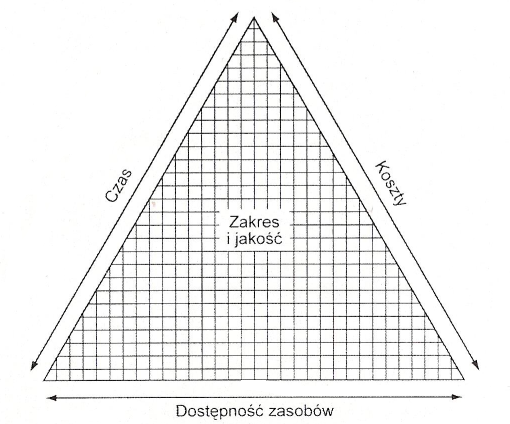 Czas
Koszty
Zakres
i jakość
Dostępność zasobów